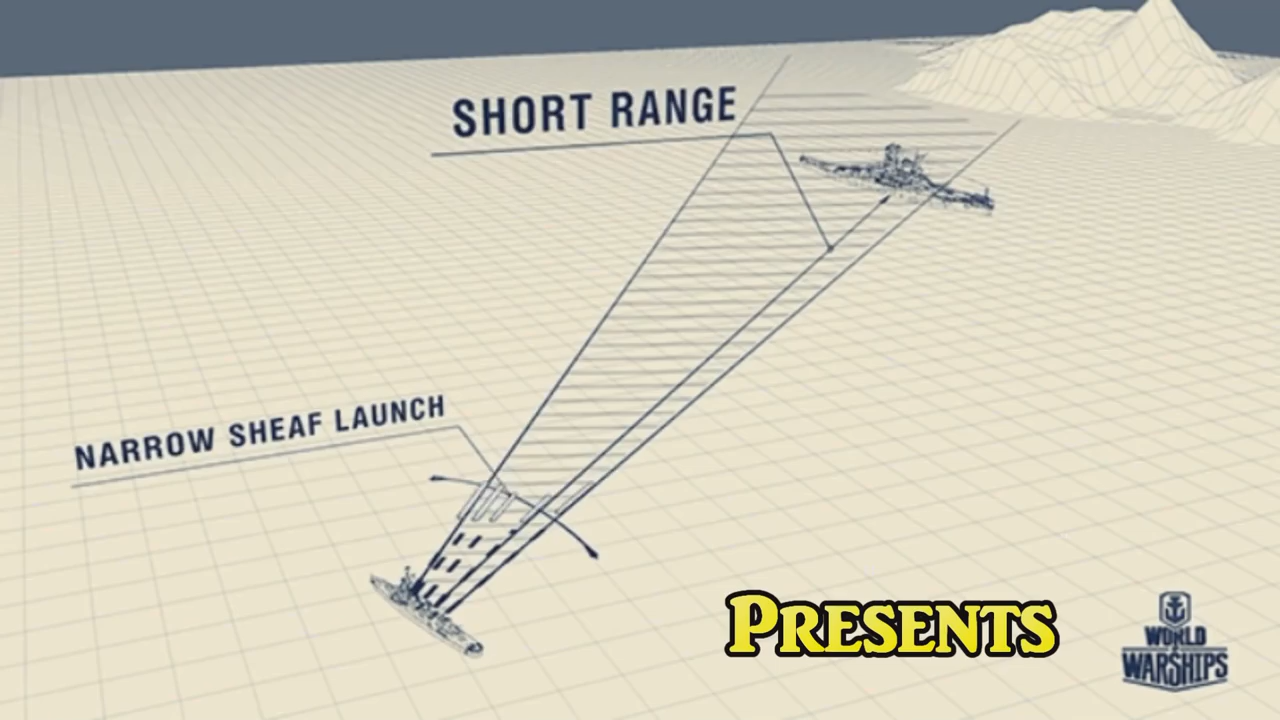 SHORT RANGE
NARROW SHEAF LAUNCH
PRESENTS
WORLD
WARSHIPS